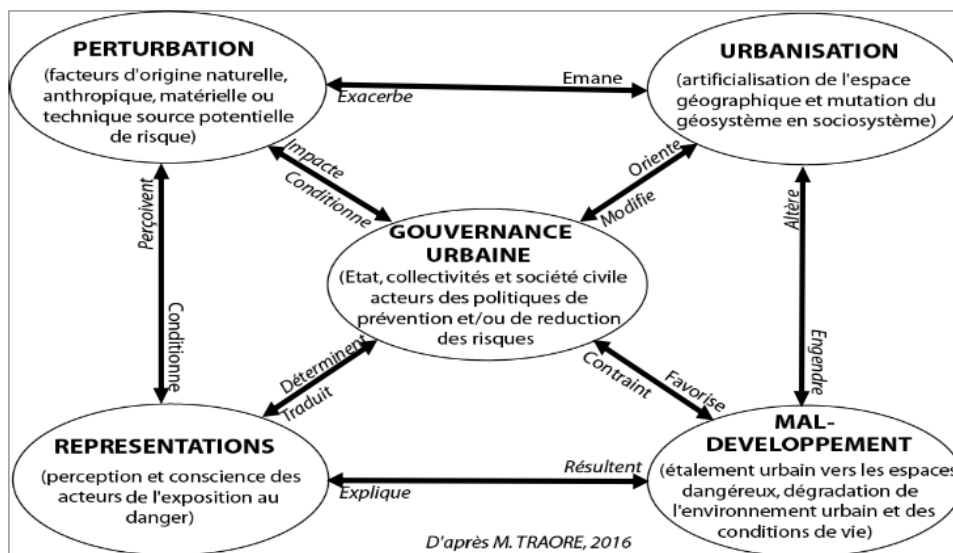 PERTURBATION
(facteurs d'origine naturelle,
anthropique, matérielle ou
technique source potentielle
de risque)
URBANISATION
(artificialisation de l'espace
géographique et mutation du
géosystème en sociosystème)
Emane
Exacerbe
Impacte
Conditionne
Oriente
Modifie
Perçoivent
Conditionne
Altère
Engendre
GOUVERNANCE
URBAINE
(Etat, collectivités et société civile
acteurs des politiques de
prévention et/ou de reduction
des risques
Déterminent
Traduit
Contraint
Favorise
REPRESENTATIONS
(perception et conscience des
acteurs de l'exposition au
danger)
Résultent
Explique
MAL-
DEVELOPPEMENT
(étalement urbain vers les espaces
dangéreux, dégradation de
l'environnement urbain et des
conditions de vie)
D'après M. TRAORE, 2016